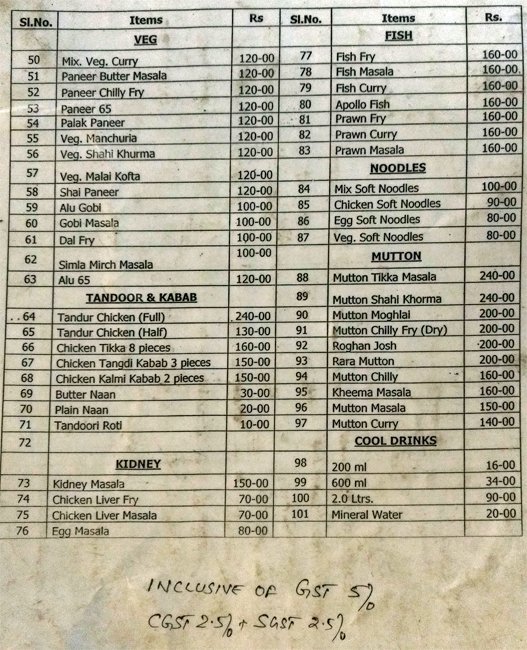 Sl.No. Items Rs
VEG
50 Mix. Veg. Curry 120-00
51 Paneer Butter Masala 120-00
52 Paneer Chilly Fry 120-00
53 Paneer 65 120-00
54 Palak Paneer 120-00
55 Veg. Manchuria 120-00
56 Veg. Shahi Khurma 120-00
57 Veg. Malai Kofta 120-00
58 Shai Paneer 120-00
59 Alu Gobi 100-00
60 Gobi Masala 100-00
61 Dal Fry 100-00
62 Simla Mirch Masala 100-00
63 Alu 65 120-00
TANDOOR & KABAB
64 Tandur Chicken (Full) 240-00
65 Tandur Chicken (Half) 130-00
66 Chicken Tikka 8 pieces 160-00
67 Chicken Tangdi Kabab 3 pieces 150-00
68 Chicken Kalmi Kabab 2 pieces 150-00
69 Butter Naan 30-00
70 Plain Naan 20-00
71 Tandoori Roti 10-00
72
KIDNEY
73 Kidney Masala 150-00
74 Chicken Liver Fry 70-00
75 Chicken Liver Masala 70-00
76 Egg Masala 80-00
Sl.No. Items Rs.
FISH
77 Fish Fry 160-00
78 Fish Masala 160-00
79 Fish Curry 160-00
80 Apollo Fish 160-00
81 Prawn Fry 160-00
82 Prawn Curry 160-00
83 Prawn Masala 160-00
NOODLES
84 Mix Soft Noodles 100-00
85 Chicken Soft Noodles 90-00
86 Egg Soft Noodles 80-00
87 Veg. Soft Noodles 80-00
MUTTON
88 Mutton Tikka Masala 240-00
89 Mutton Shahi Khorma 240-00
90 Mutton Moghlai 200-00
91 Mutton Chilly Fry (Dry) 200-00
92 Roghan Josh 200-00
93 Rara Mutton 200-00
94 Mutton Chilly 160-00
95 Kheema Masala 160-00
96 Mutton Masala 150-00
97 Mutton Curry 140-00
COOL DRINKS
98 200 ml 16-00
99 600 ml 34-00
100 2.0 Ltrs. 90-00
101 Mineral Water 20-00
INCLUSIVE OF GST 5%
CGST 2.5% + SGST 2.5%